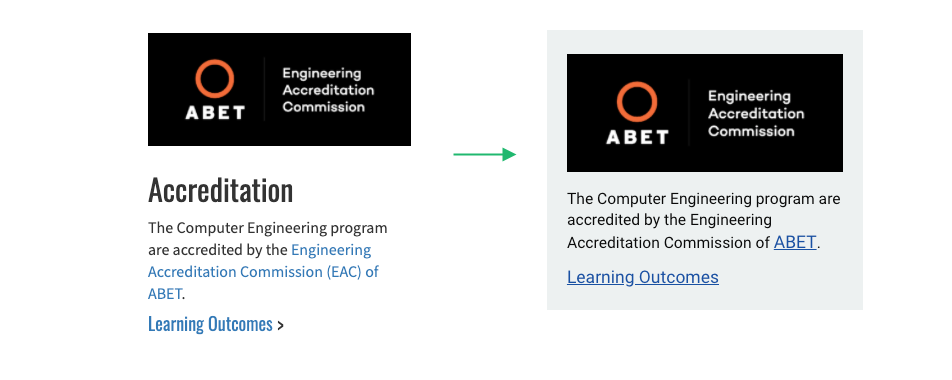 ABET
Engineering
Accreditation
Commission
Accreditation
The Computer Engineering program
are accredited by the Engineering
Accreditation Commission (EAC) of
ABET.
Learning Outcomes >
ABET
Engineering
Accreditation
Commission
The Computer Engineering program are
accredited by the Engineering
Accreditation Commission of ABET.
Learning Outcomes